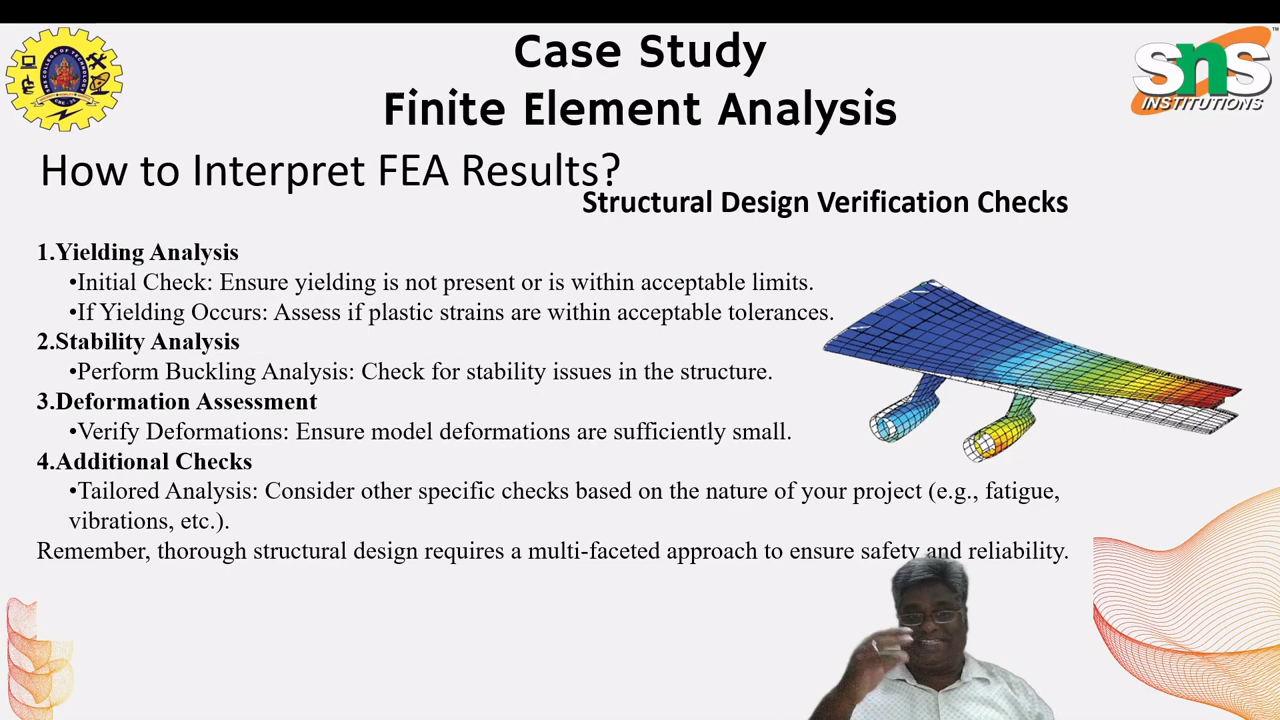 Case Study
Finite Element Analysis
sns
INSTITUTIONS
How to Interpret FEA Results?
Structural Design Verification Checks
1.Yielding Analysis
•Initial Check: Ensure yielding is not present or is within acceptable limits.
•If Yielding Occurs: Assess if plastic strains are within acceptable tolerances.
2.Stability Analysis
•Perform Buckling Analysis: Check for stability issues in the structure.
3.Deformation Assessment
•Verify Deformations: Ensure model deformations are sufficiently small.
4.Additional Checks
•Tailored Analysis: Consider other specific checks based on the nature of your project (e.g., fatigue,
vibrations, etc.).
Remember, thorough structural design requires a multi-faceted approach to ensure safety and reliability.